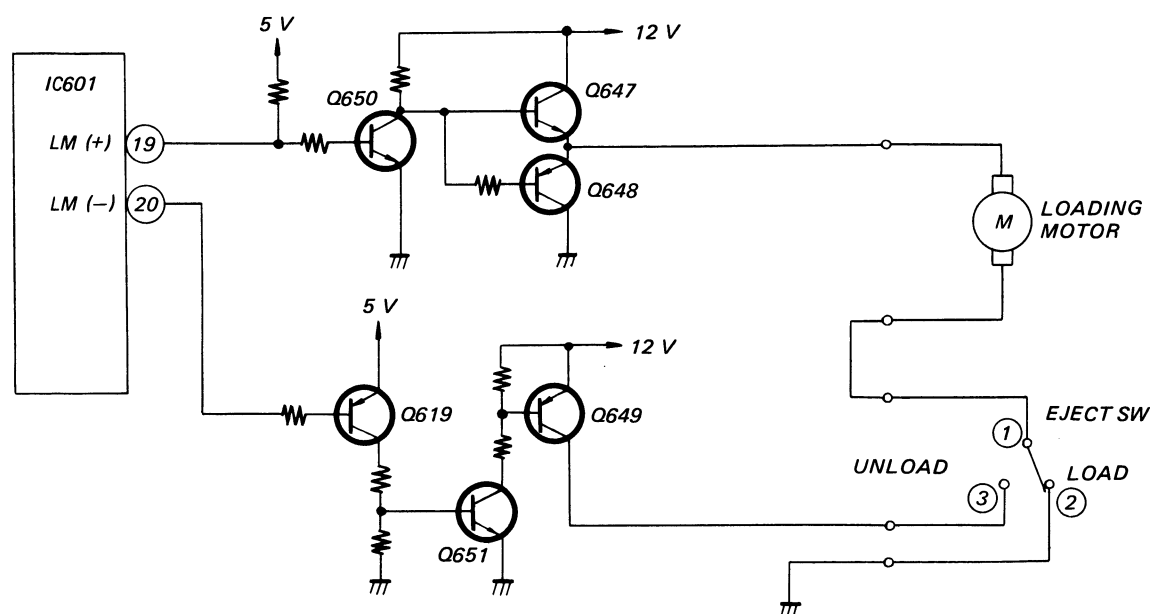 5 V
12 V
IC601
Q650
Q647
LM (+)
19
LM (—)
20
Q648
M
LOADING
MOTOR
5 V
12 V
Q619
Q649
EJECT SW
1
UNLOAD
LOAD
3
2
Q651